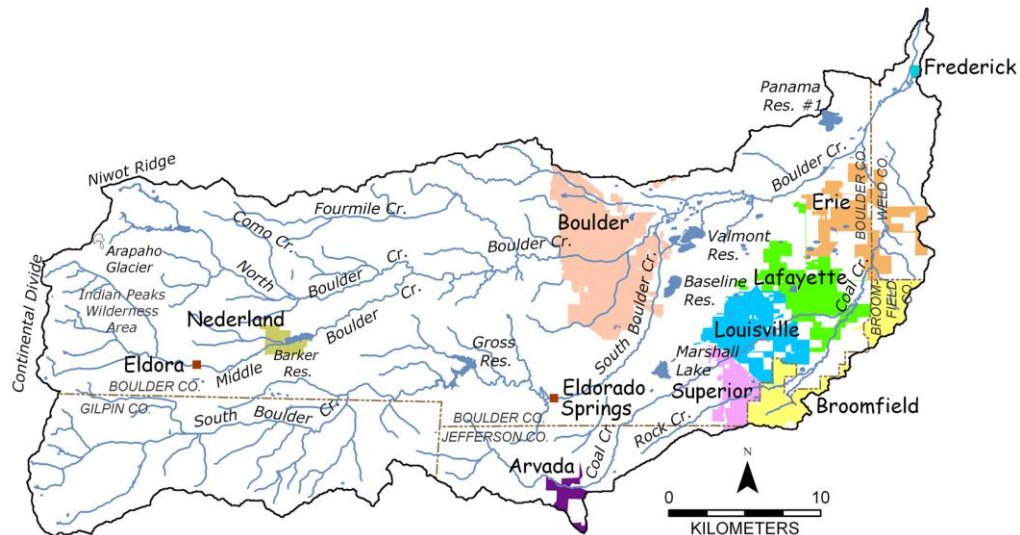 Frederick
Panama
Res. #1
Niwot Ridge
Boulder Cr.
BOULDER CO.
WELD CO.
Erie
Fourmile Cr.
Como Cr.
Boulder
Boulder Cr.
Valmont
Res.
Arapaho
Glacier
North
Boulder
Cr.
Baseline
Res.
Lafayette
Coal Cr.
BROOM-
FIELD CO.
Continental Divide
Indian Peaks
Wilderness
Area
Nederland
Boulder
Cr.
South Boulder Cr.
Louisville
Gross
Res.
Barker
Res.
Marshall
Lake
Eldora
Middle
BOULDER CO.
GILPIN CO.
South Boulder Cr.
Eldorado
Springs
Superior
Broomfield
BOULDER CO.
JEFFERSON CO.
Rock Cr.
Coal Cr.
Arvada
N
0 10
KILOMETERS